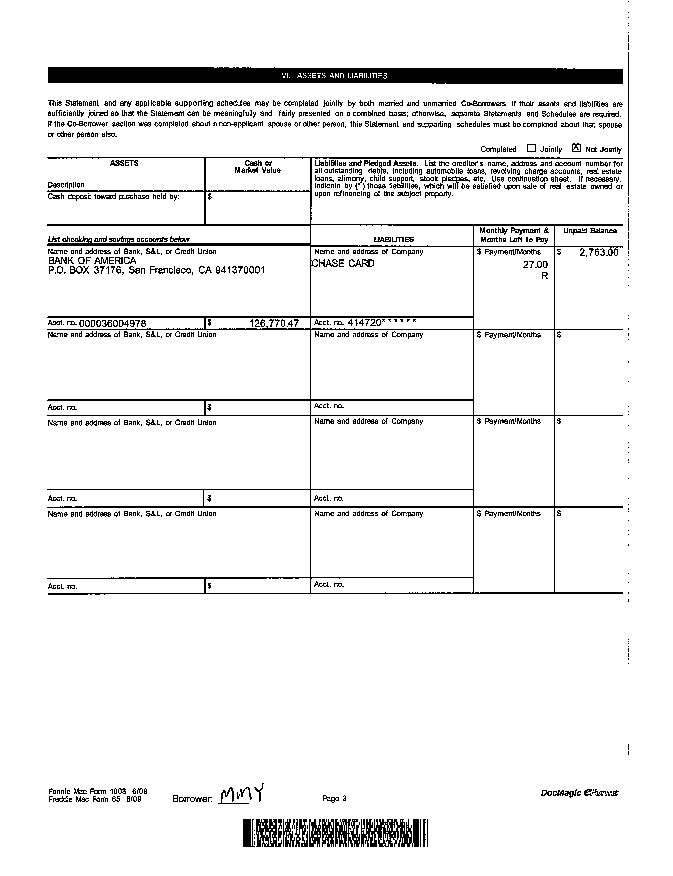 VI. ASSETS AND LIABILITIES
This Statement and any applicable supporting schedules may be completed jointly by both married and unmarried Co-Borrowers if their assets and liabilities are
sufficiently joined so that the Statement can be meaningfully and fairly presented on a combined basis; otherwise, separate Statements and Schedules are required.
If the Co-Borrower section was completed about a non-applicant spouse or other person, this Statement and supporting schedules must be completed about that spouse
or other person also.
Completed ☐ Jointly ☒ Not Jointly
ASSETS
Description
Cash or
Market Value
Liabilities and Pledged Assets. List the creditor's name, address and account number for
all outstanding debts, including automobile loans, revolving charge accounts, real estate
loans, alimony, child support, stock pledges, etc. Use continuation sheet, if necessary.
Indicate by (*) those liabilities, which will be satisfied upon sale of real estate owned or
upon refinancing of the subject property.
Cash deposit toward purchase held by: $
List checking and savings accounts below
LIABILITIES
Monthly Payment &
Months Left To Pay
Unpaid Balance
Name and address of Bank, S&L, or Credit Union
BANK OF AMERICA
P.O. BOX 37176, San Francisco, CA 941370001
Name and address of Company
CHASE CARD
$ Payment/Months
27.00
R
$ 2,763.00
Acct. no. 000036004978 $ 126,770.47 Acct. no. 414720******
Name and address of Bank, S&L, or Credit Union Name and address of Company $ Payment/Months $
Acct. no. $ Acct. no.
Name and address of Bank, S&L, or Credit Union Name and address of Company $ Payment/Months $
Acct. no. $ Acct. no.
Name and address of Bank, S&L, or Credit Union Name and address of Company $ Payment/Months $
Acct. no. $ Acct. no.
Fannie Mae Form 1003 6/09
Freddie Mac Form 65 6/09
Borrower: MMY
Page 3
DocMagic eForms